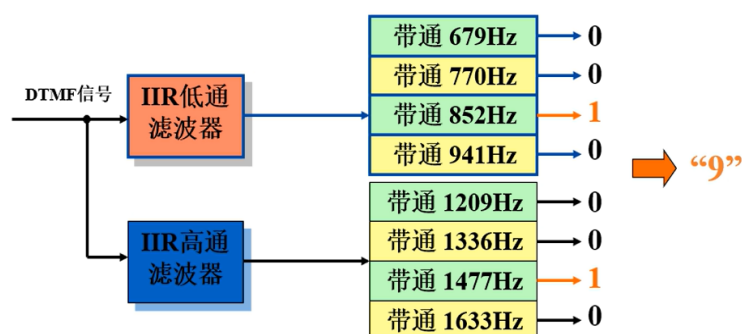 DTMF信号
IIR低通
滤波器
带通 679Hz 0
带通 770Hz 0
带通 852Hz 1
带通 941Hz 0
“9”
IIR高通
滤波器
带通 1209Hz 0
带通 1336Hz 0
带通 1477Hz 1
带通 1633Hz 0